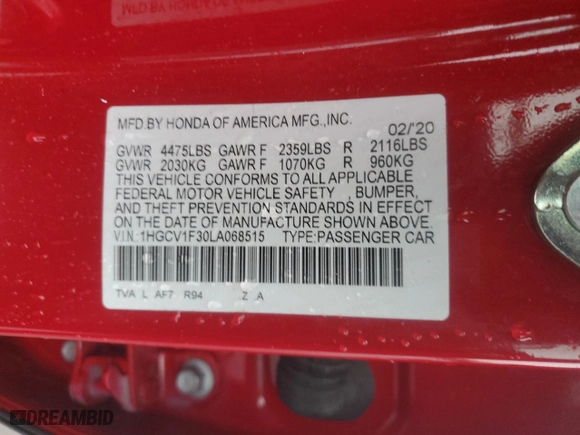 MFD.BY HONDA OF AMERICA MFG.,INC. 02/'20
GVWR 4475LBS GAWR F 2359LBS R 2116LBS
GVWR 2030KG GAWR F 1070KG R 960KG
THIS VEHICLE CONFORMS TO ALL APPLICABLE
FEDERAL MOTOR VEHICLE SAFETY , BUMPER,
AND THEFT PREVENTION STANDARDS IN EFFECT
ON THE DATE OF MANUFACTURE SHOWN ABOVE.
V.I.N.:1HGCV1F30LA068515 TYPE:PASSENGER CAR
TVA L AF7 R94 Z A
DREAMBID